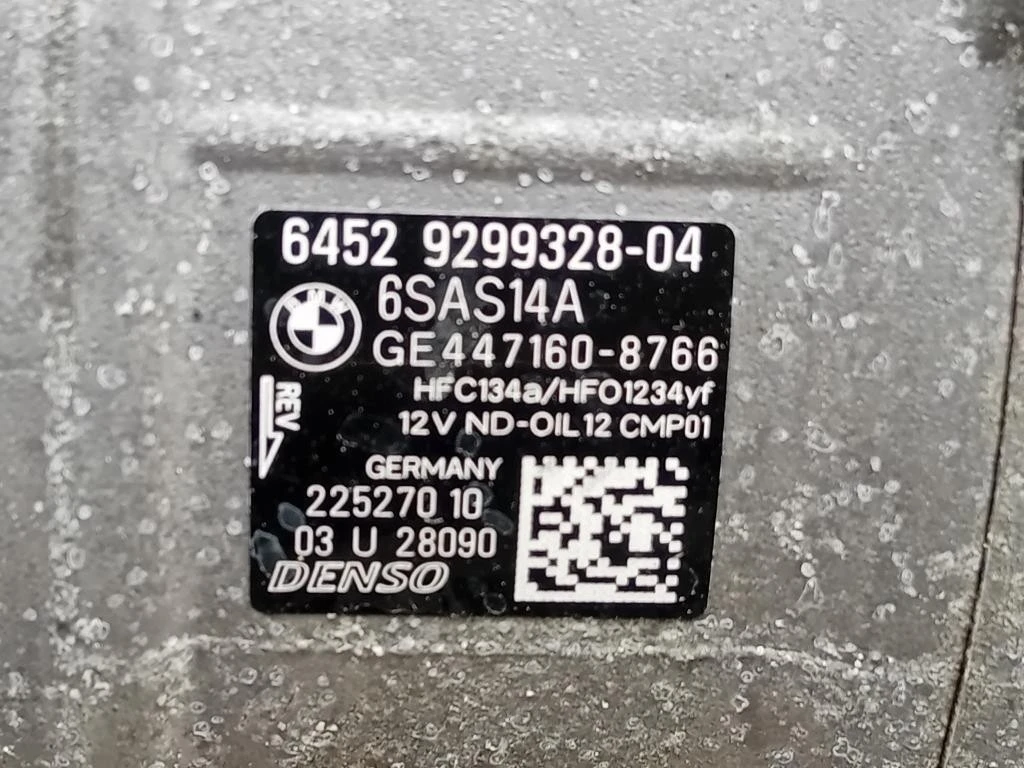 6452 9299328-04
6SAS14A
BMW
GE447160-8766
HFC134a/HFO1234yf
REV
12V ND-OIL12 CMP01
GERMANY
225270 10
03 U 28090
DENSO